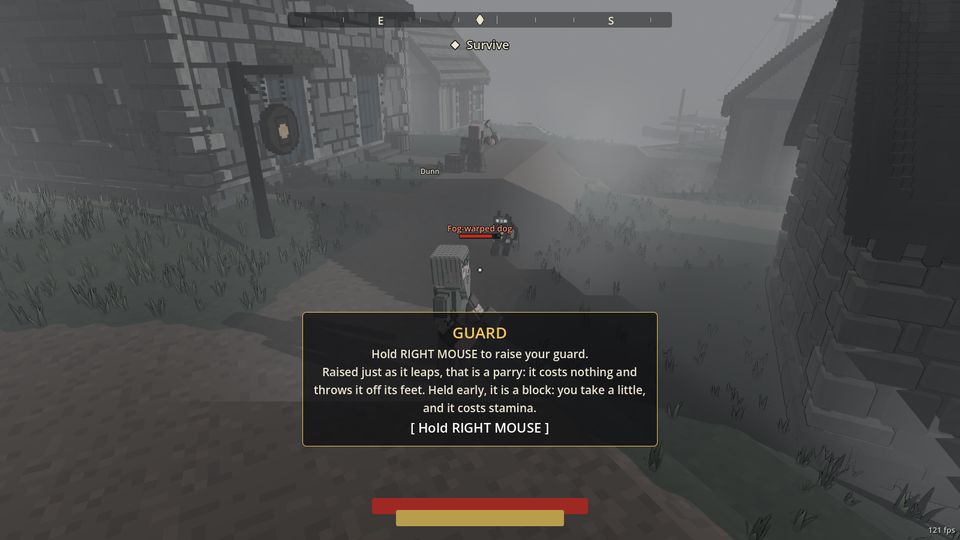 E
S
Survive
Dunn
Fog-warped dog
GUARD
Hold RIGHT MOUSE to raise your guard.
Raised just as it leaps, that is a parry: it costs nothing and
throws it off its feet. Held early, it is a block: you take a little,
and it costs stamina.
[ Hold RIGHT MOUSE ]
121 fps